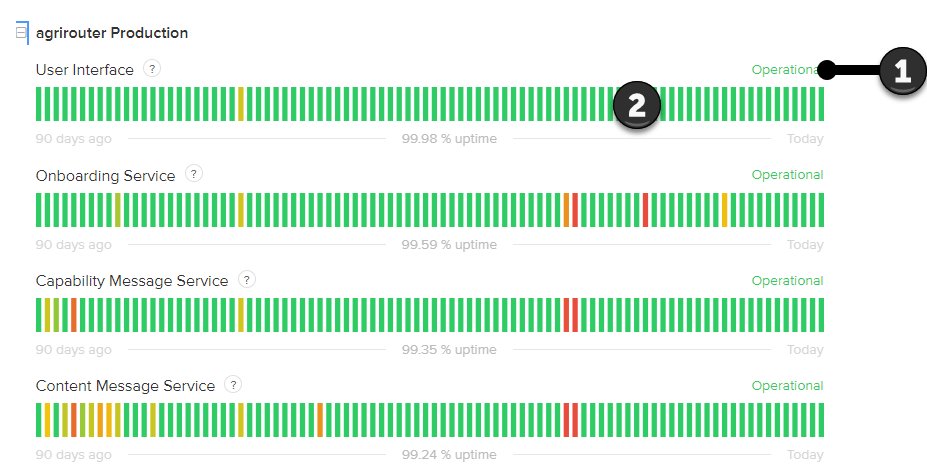 agrirouter Production
User Interface ? Operational 1
2
90 days ago 99.98 % uptime Today
Onboarding Service ? Operational
90 days ago 99.59 % uptime Today
Capability Message Service ? Operational
90 days ago 99.35 % uptime Today
Content Message Service ? Operational
90 days ago 99.24 % uptime Today